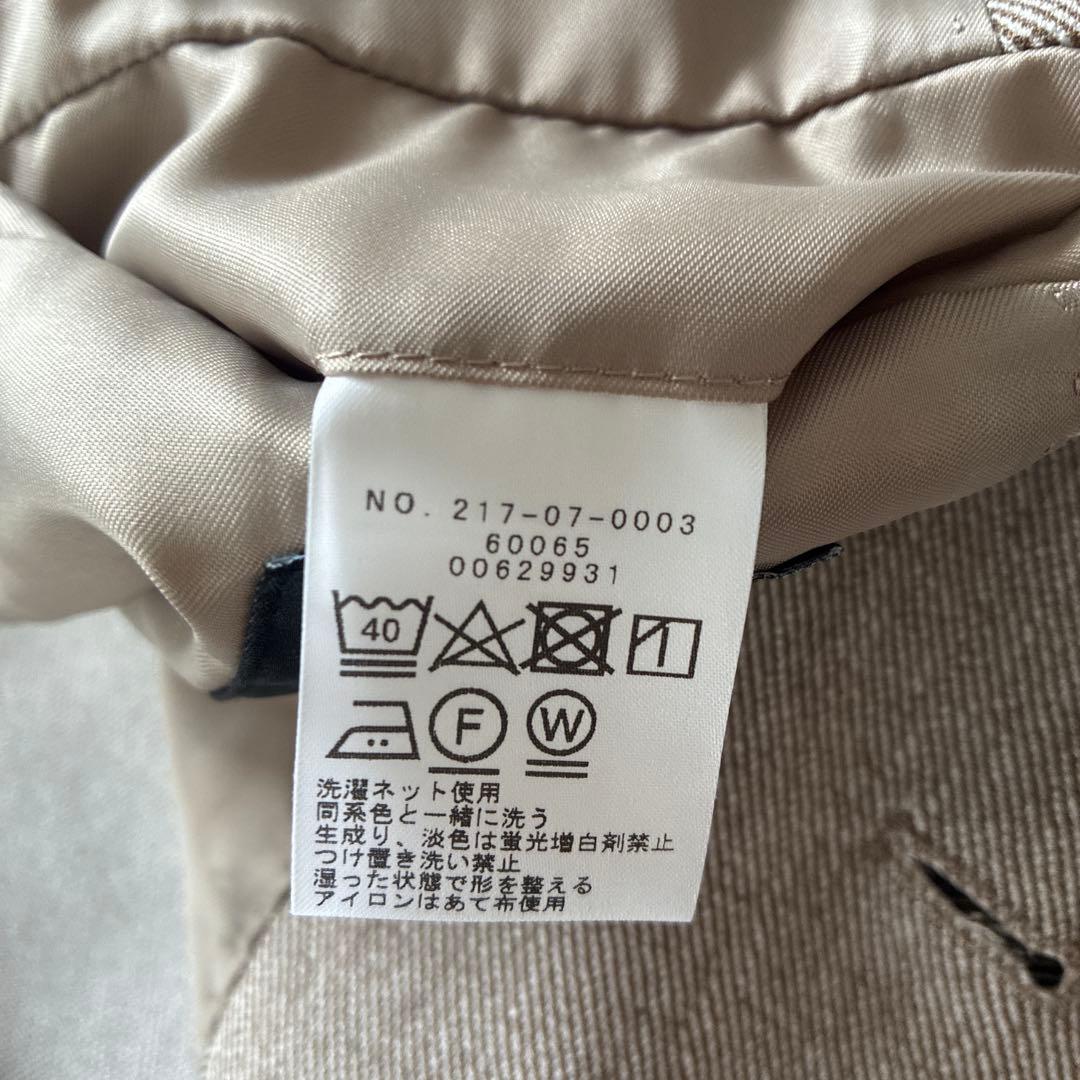 NO. 217-07-0003
60065
00629931
40
F W
洗濯ネット使用
同系色と一緒に洗う
生成り、淡色は蛍光増白剤禁止
つけ置き洗い禁止
湿った状態で形を整える
アイロンはあて布使用